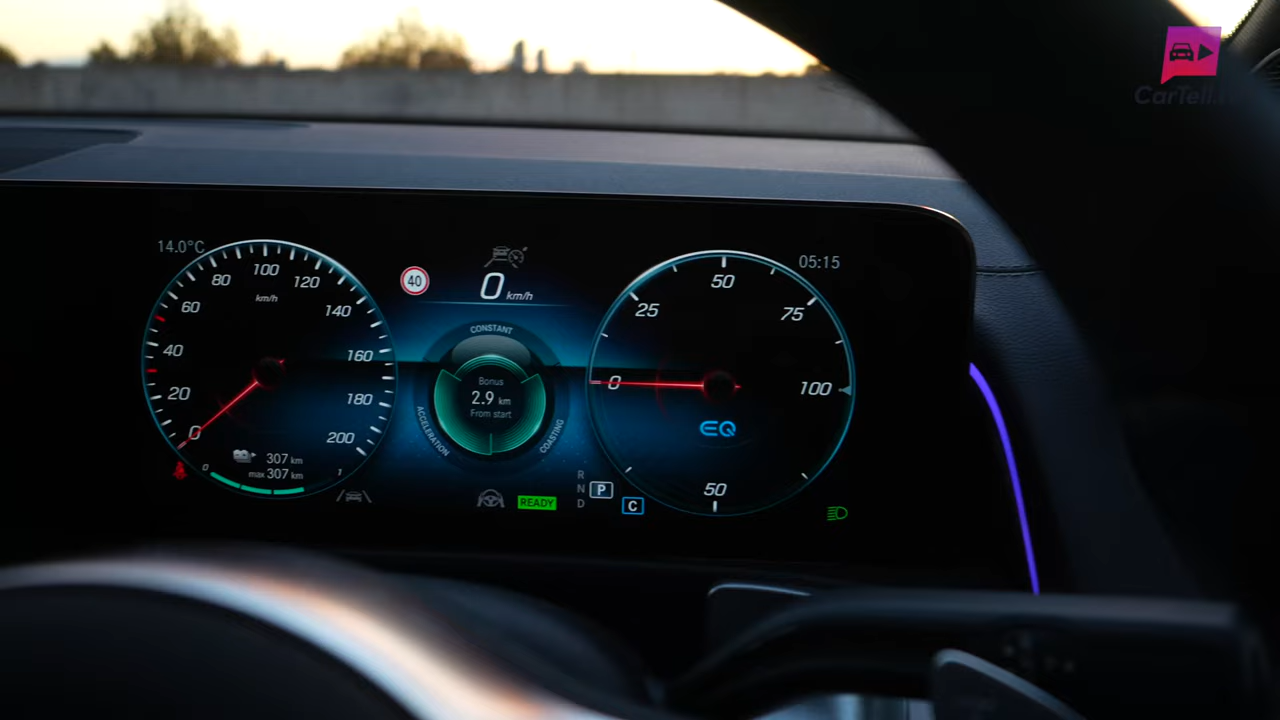 14.0°C
05:15
40
0 km/h
100
80
120
km/h
60
140
40
160
20
180
0
200
307 km
max 307 km
0
1
CONSTANT
Bonus
2.9 km
From start
ACCELERATION
COASTING
READY
R
N
P
D
C
50
25
75
0
100
EQ
50